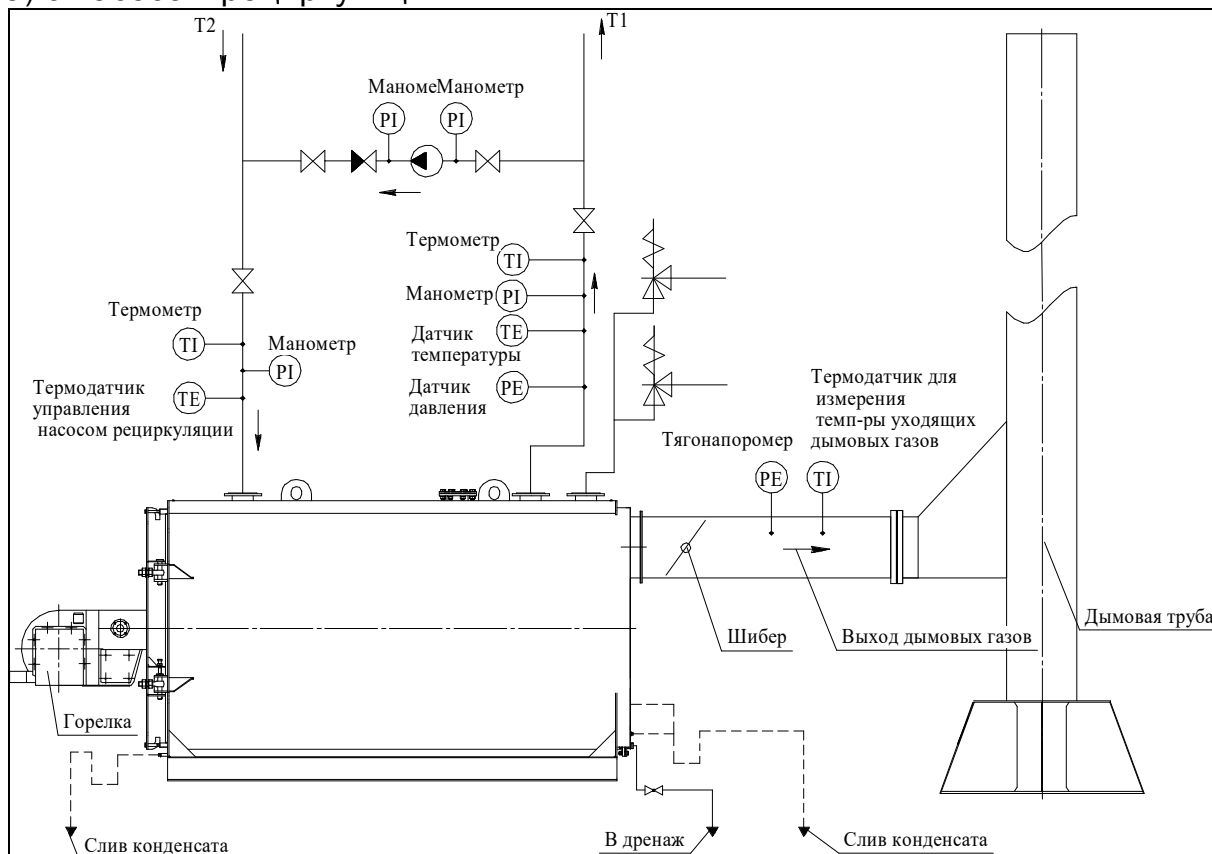 T2
T1
Маноме Манометр
PI
PI
Термометр
TI
Манометр
PI
Датчик
температуры
TE
Датчик
давления
PE
Термометр
TI
Манометр
PI
Термодатчик
управления
насосом рециркуляции
TE
Термодатчик для
измерения
темп-ры уходящих
дымовых газов
Тягонапоромер
PE
TI
Дымовая труба
Шибер
Выход дымовых газов
Горелка
Слив конденсата
В дренаж
Слив конденсата